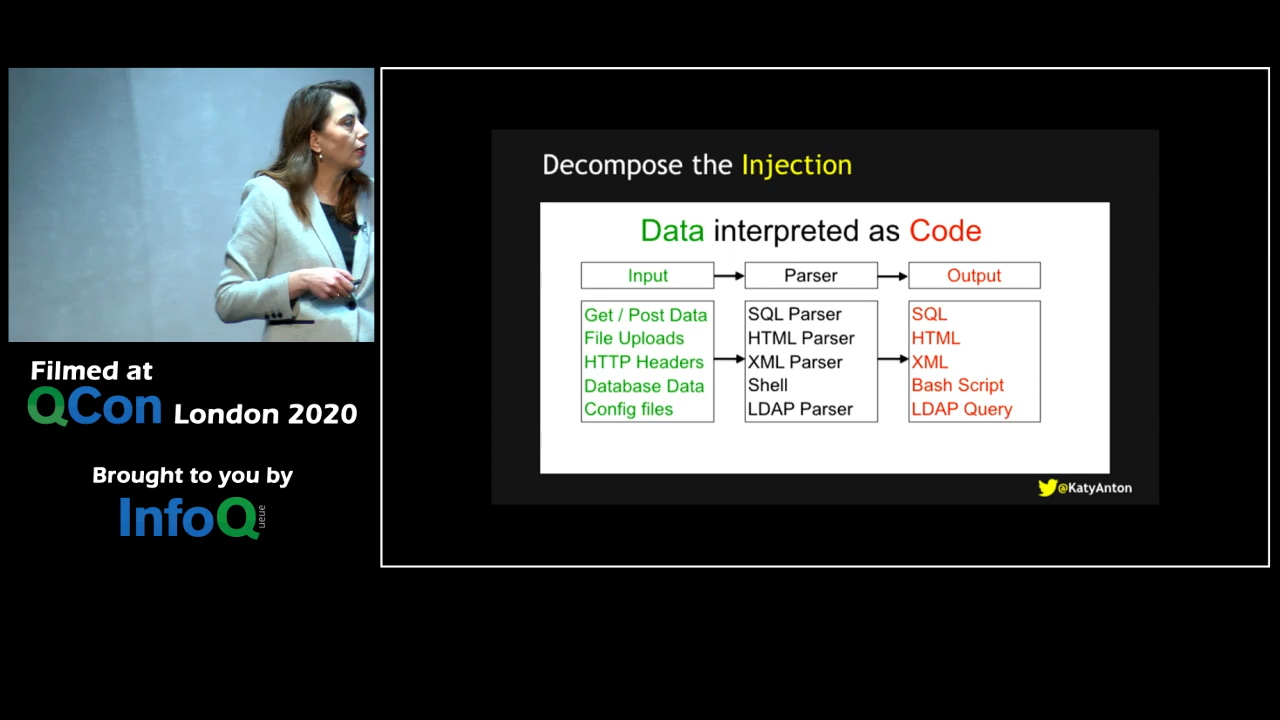 Decompose the Injection
Data interpreted as Code
Input
Parser
Output
Get / Post Data
File Uploads
HTTP Headers
Database Data
Config files
SQL Parser
HTML Parser
XML Parser
Shell
LDAP Parser
SQL
HTML
XML
Bash Script
LDAP Query
@KatyAnton
Filmed at
QCon London 2020
Brought to you by
InfoQueue